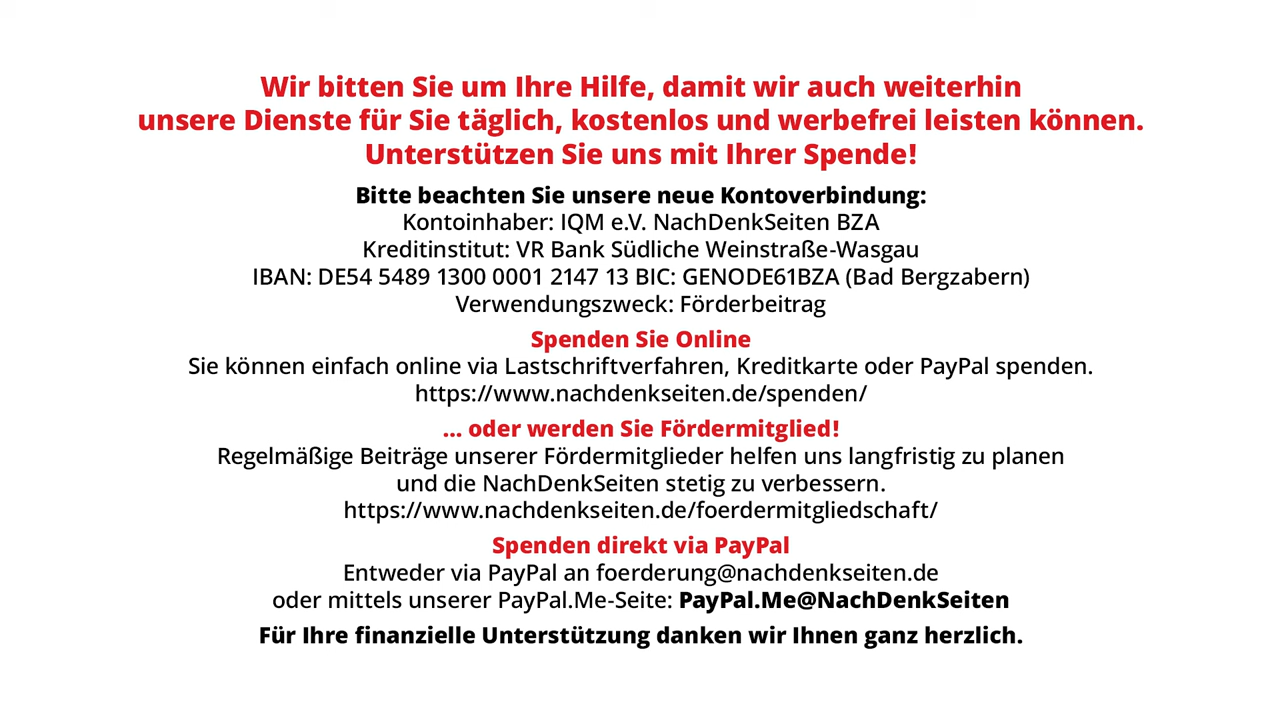 Wir bitten Sie um Ihre Hilfe, damit wir auch weiterhin
unsere Dienste für Sie täglich, kostenlos und werbefrei leisten können.
Unterstützen Sie uns mit Ihrer Spende!
Bitte beachten Sie unsere neue Kontoverbindung:
Kontoinhaber: IQM e.V. NachDenkSeiten BZA
Kreditinstitut: VR Bank Südliche Weinstraße-Wasgau
IBAN: DE54 5489 1300 0001 2147 13 BIC: GENODE61BZA (Bad Bergzabern)
Verwendungszweck: Förderbeitrag
Spenden Sie Online
Sie können einfach online via Lastschriftverfahren, Kreditkarte oder PayPal spenden.
https://www.nachdenkseiten.de/spenden/
... oder werden Sie Fördermitglied!
Regelmäßige Beiträge unserer Fördermitglieder helfen uns langfristig zu planen
und die NachDenkSeiten stetig zu verbessern.
https://www.nachdenkseiten.de/foerdermitgliedschaft/
Spenden direkt via PayPal
Entweder via PayPal an foerderung@nachdenkseiten.de
oder mittels unserer PayPal.Me-Seite: PayPal.Me@NachDenkSeiten
Für Ihre finanzielle Unterstützung danken wir Ihnen ganz herzlich.